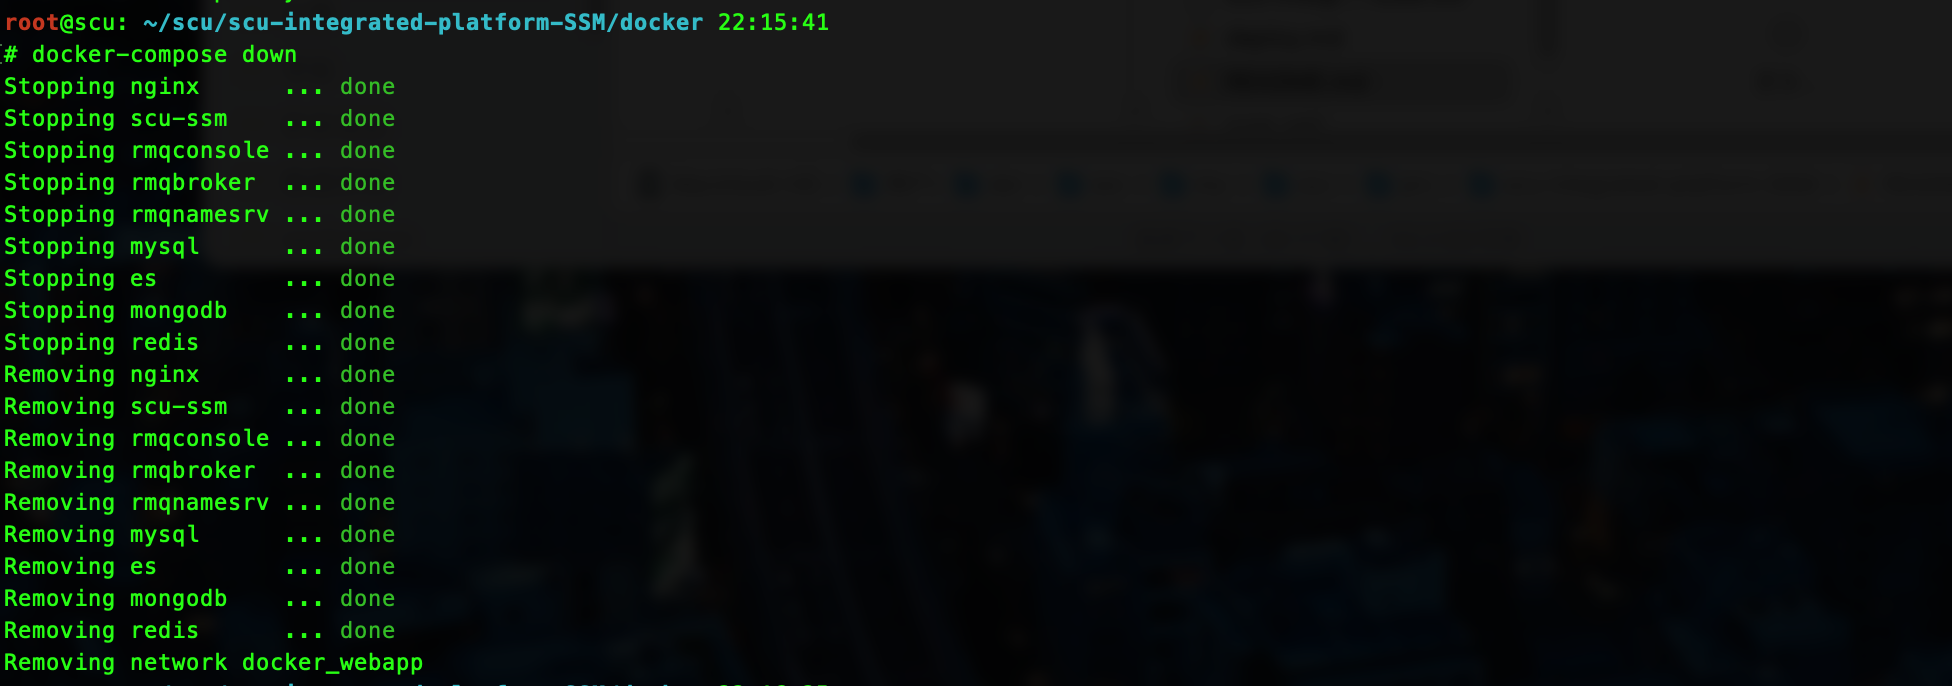 root@scu: ~/scu/scu-integrated-platform-SSM/docker 22:15:41
# docker-compose down
Stopping nginx      ... done
Stopping scu-ssm    ... done
Stopping rmqconsole ... done
Stopping rmqbroker  ... done
Stopping rmqnamesrv ... done
Stopping mysql      ... done
Stopping es         ... done
Stopping mongodb    ... done
Stopping redis      ... done
Removing nginx      ... done
Removing scu-ssm    ... done
Removing rmqconsole ... done
Removing rmqbroker  ... done
Removing rmqnamesrv ... done
Removing mysql      ... done
Removing es         ... done
Removing mongodb    ... done
Removing redis      ... done
Removing network docker_webapp